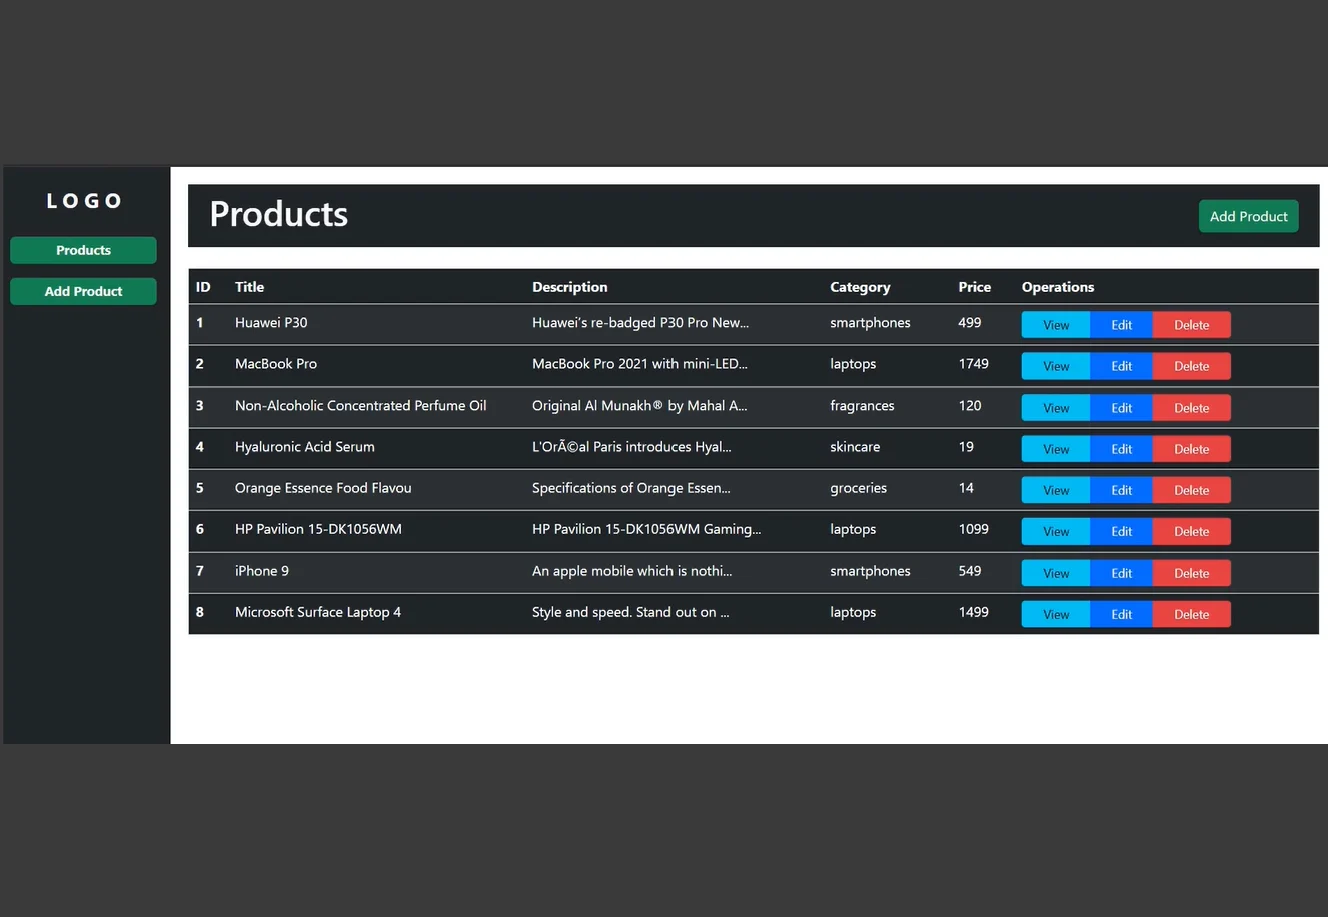 LOGO
Products
Add Product
Products
Add Product
ID Title Description Category Price Operations
1 Huawei P30 Huawei’s re-badged P30 Pro New... smartphones 499 View Edit Delete
2 MacBook Pro MacBook Pro 2021 with mini-LED... laptops 1749 View Edit Delete
3 Non-Alcoholic Concentrated Perfume Oil Original Al Munakh® by Mahal A... fragrances 120 View Edit Delete
4 Hyaluronic Acid Serum L'OrÃ©al Paris introduces Hyal... skincare 19 View Edit Delete
5 Orange Essence Food Flavou Specifications of Orange Essen... groceries 14 View Edit Delete
6 HP Pavilion 15-DK1056WM HP Pavilion 15-DK1056WM Gaming... laptops 1099 View Edit Delete
7 iPhone 9 An apple mobile which is nothi... smartphones 549 View Edit Delete
8 Microsoft Surface Laptop 4 Style and speed. Stand out on ... laptops 1499 View Edit Delete